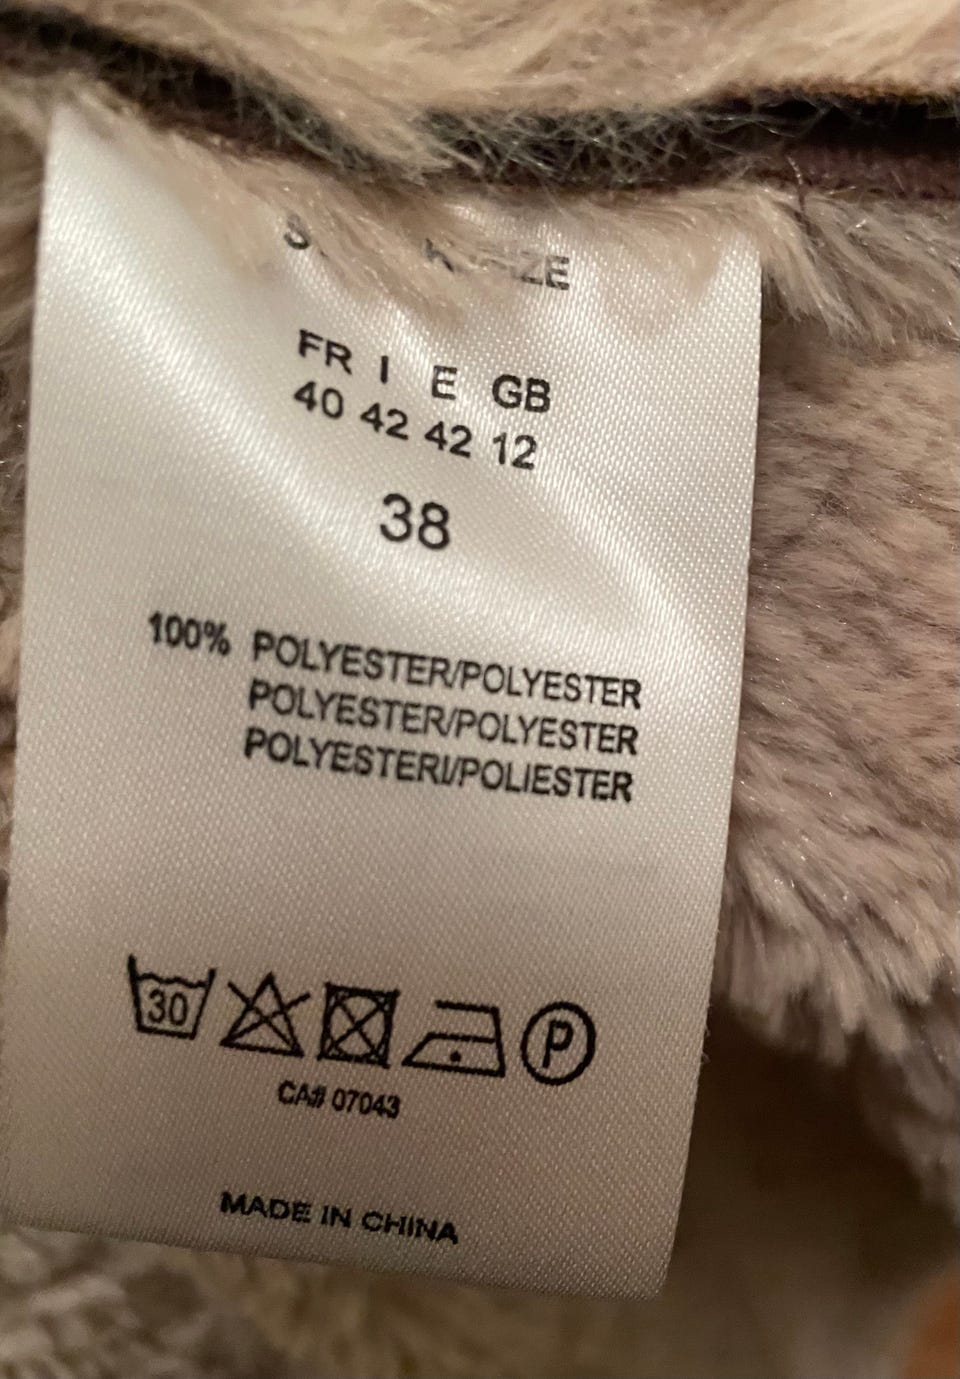 FR I E GB
40 42 42 12
38
100% POLYESTER/POLYESTER
POLYESTER/POLYESTER
POLYESTERI/POLIESTER
30 P
CA# 07043
MADE IN CHINA